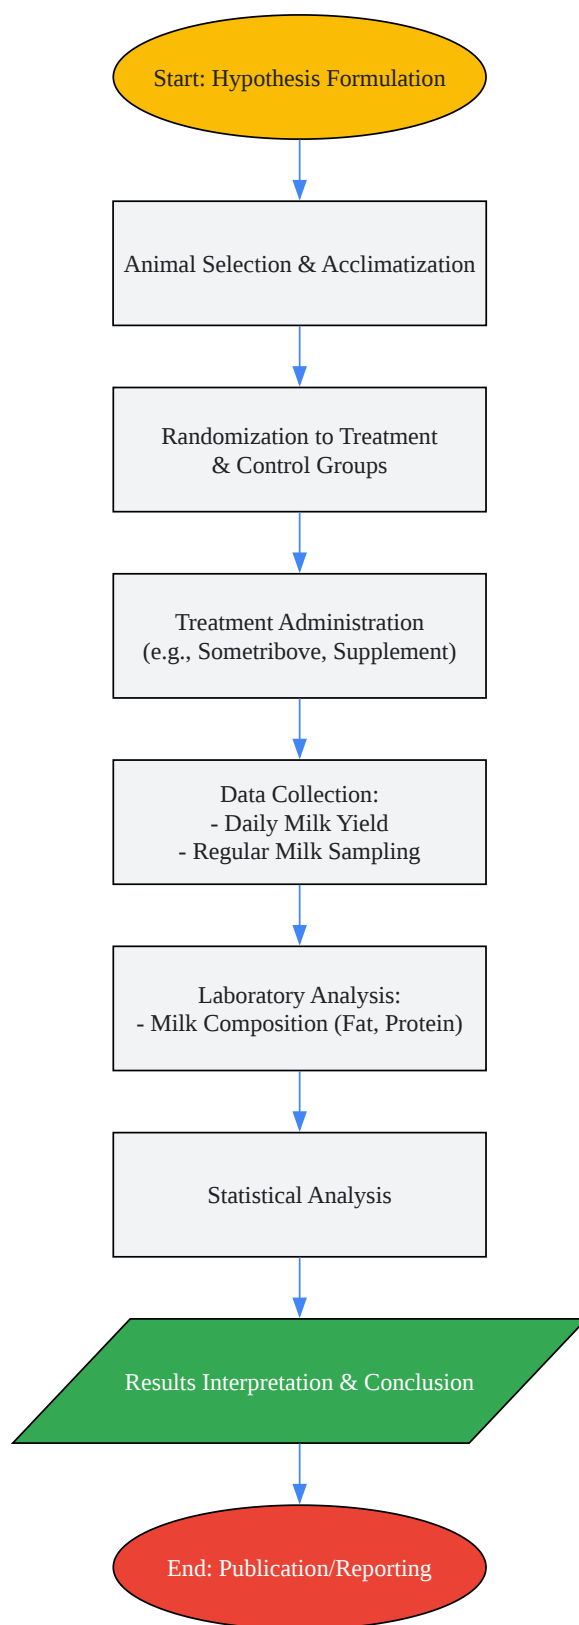 Start: Hypothesis Formulation
Animal Selection & Acclimatization
Randomization to Treatment
& Control Groups
Treatment Administration
(e.g., Sometribove, Supplement)
Data Collection:
- Daily Milk Yield
- Regular Milk Sampling
Laboratory Analysis:
- Milk Composition (Fat, Protein)
Statistical Analysis
Results Interpretation & Conclusion
End: Publication/Reporting